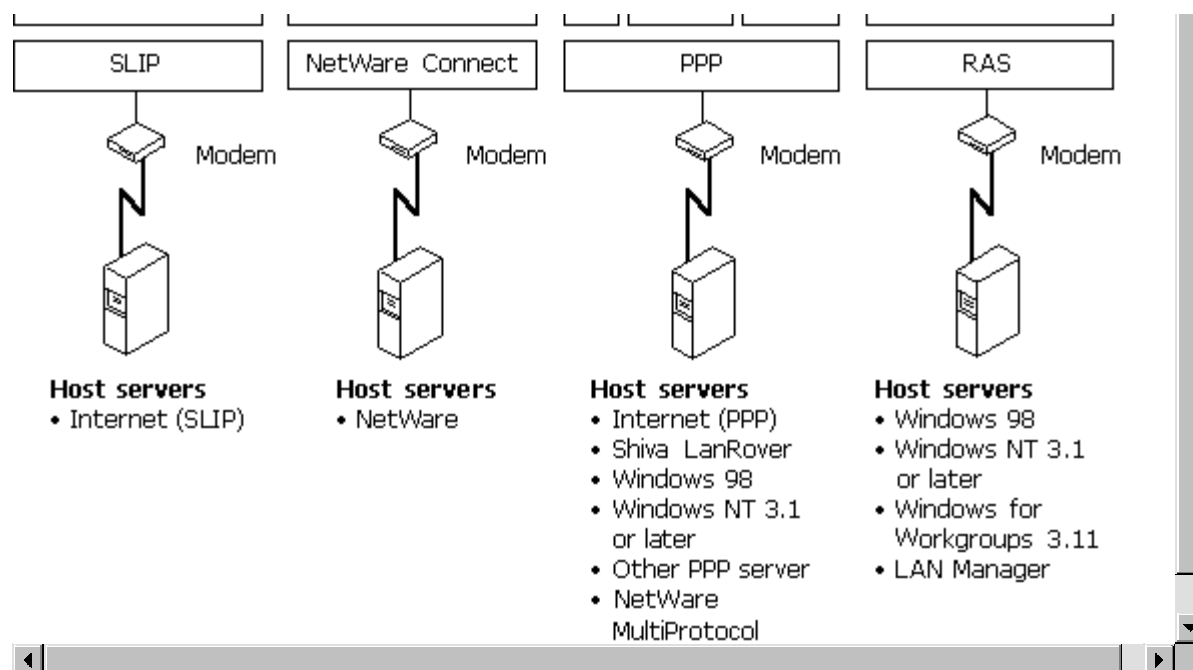 SLIP
NetWare Connect
PPP
RAS
Modem
Modem
Modem
Modem
Host servers
• Internet (SLIP)
Host servers
• NetWare
Host servers
• Internet (PPP)
• Shiva LanRover
• Windows 98
• Windows NT 3.1
or later
• Other PPP server
• NetWare
MultiProtocol
Host servers
• Windows 98
• Windows NT 3.1
or later
• Windows for
Workgroups 3.11
• LAN Manager